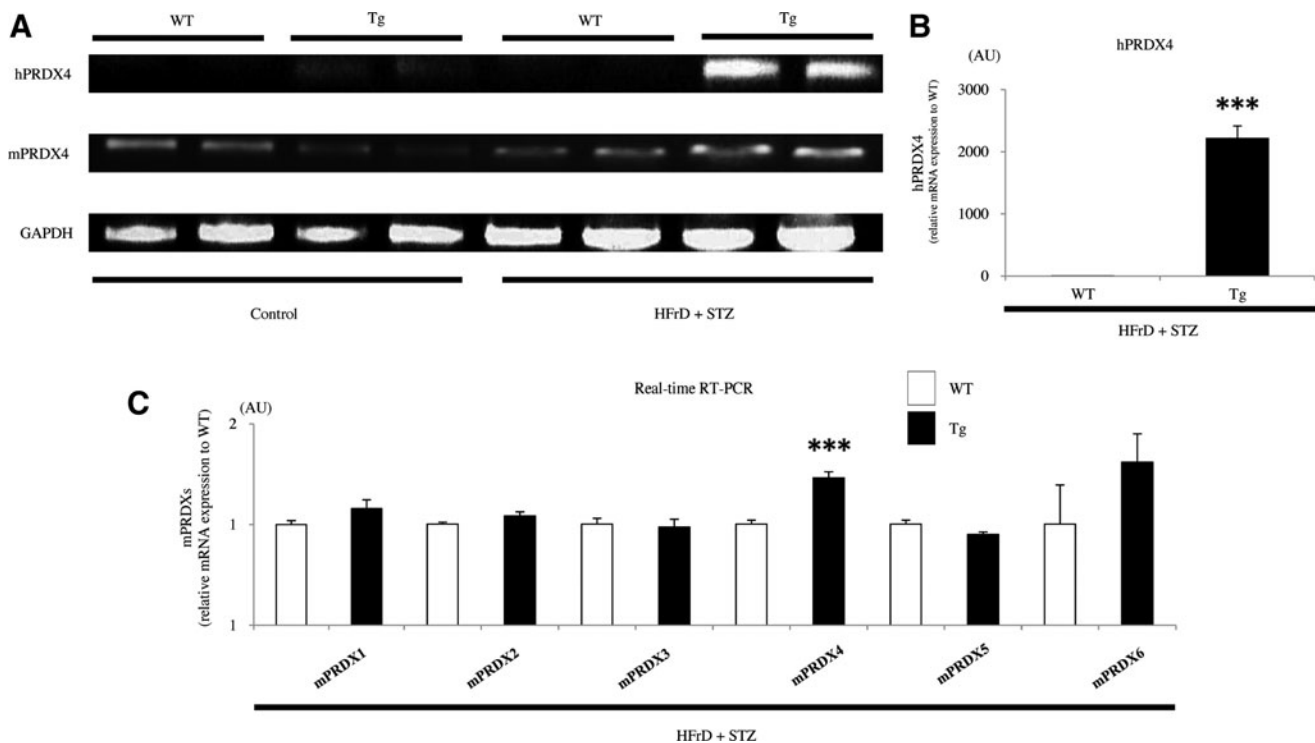 A
WT Tg WT Tg
hPRDX4
mPRDX4
GAPDH
Control HFrD + STZ
B
hPRDX4
(AU)
hPRDX4
(relative mRNA expression to WT)
3000
2000
1000
0
***
WT Tg
HFrD + STZ
C
Real-time RT-PCR
WT
Tg
(AU)
mPRDXs
(relative mRNA expression to WT)
2
1
1
***
mPRDX1 mPRDX2 mPRDX3 mPRDX4 mPRDX5 mPRDX6
HFrD + STZ